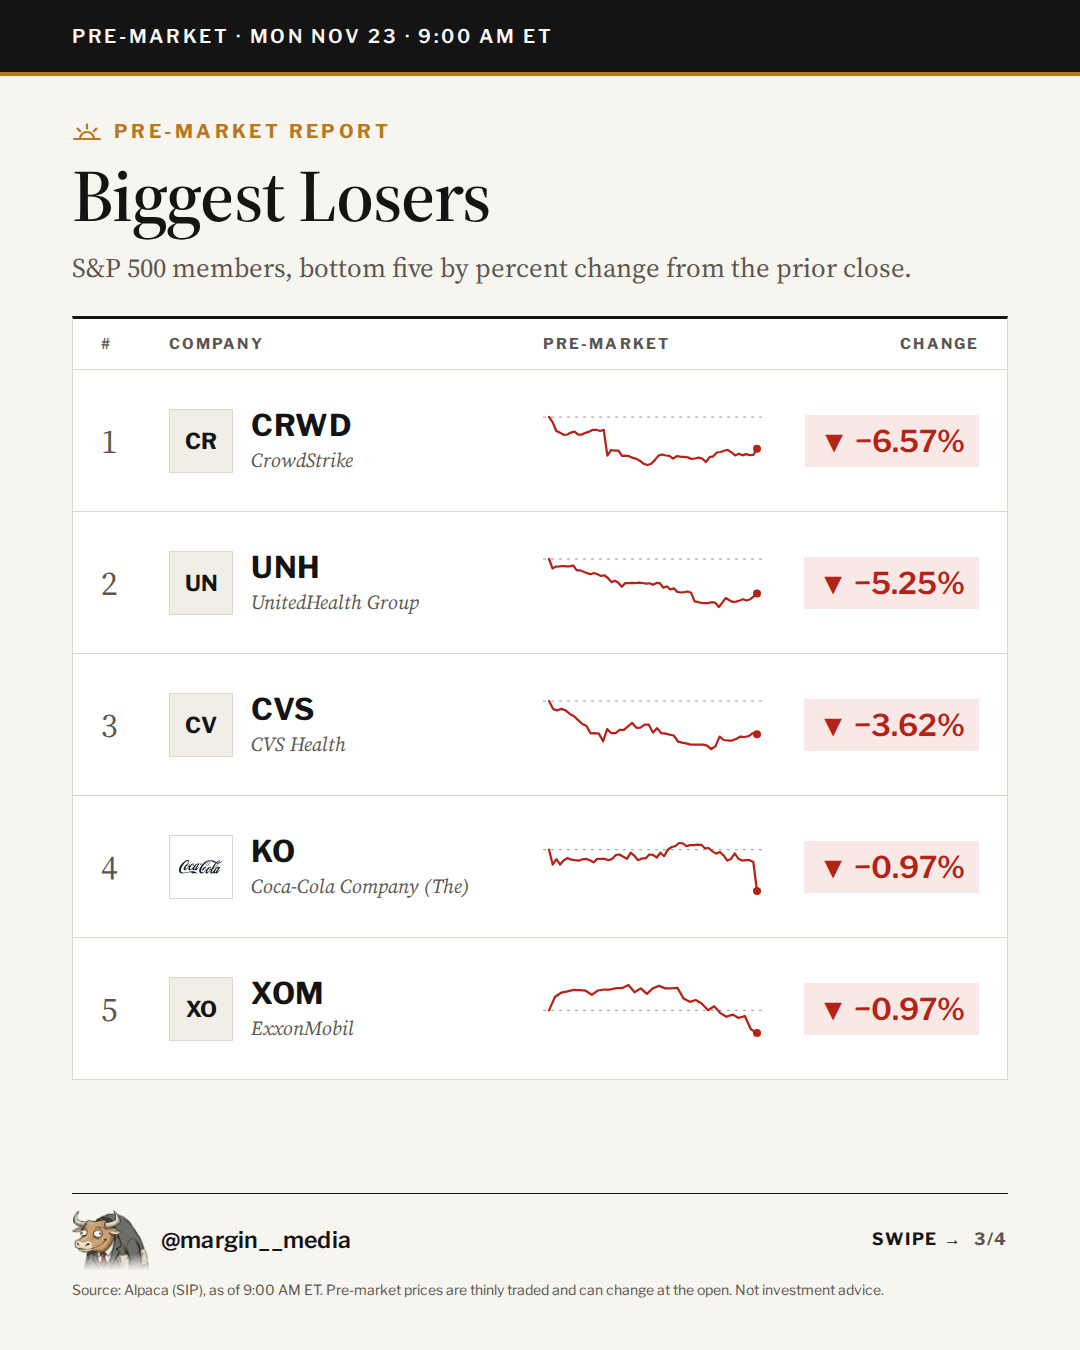 PRE-MARKET · MON NOV 23 · 9:00 AM ET
PRE-MARKET REPORT
Biggest Losers
S&P 500 members, bottom five by percent change from the prior close.
# COMPANY PRE-MARKET CHANGE
1 CR CRWD ▼ −6.57%
CrowdStrike
2 UN UNH ▼ −5.25%
UnitedHealth Group
3 CV CVS ▼ −3.62%
CVS Health
4 Coca-Cola KO ▼ −0.97%
Coca-Cola Company (The)
5 XO XOM ▼ −0.97%
ExxonMobil
@margin__media SWIPE → 3/4
Source: Alpaca (SIP), as of 9:00 AM ET. Pre-market prices are thinly traded and can change at the open. Not investment advice.